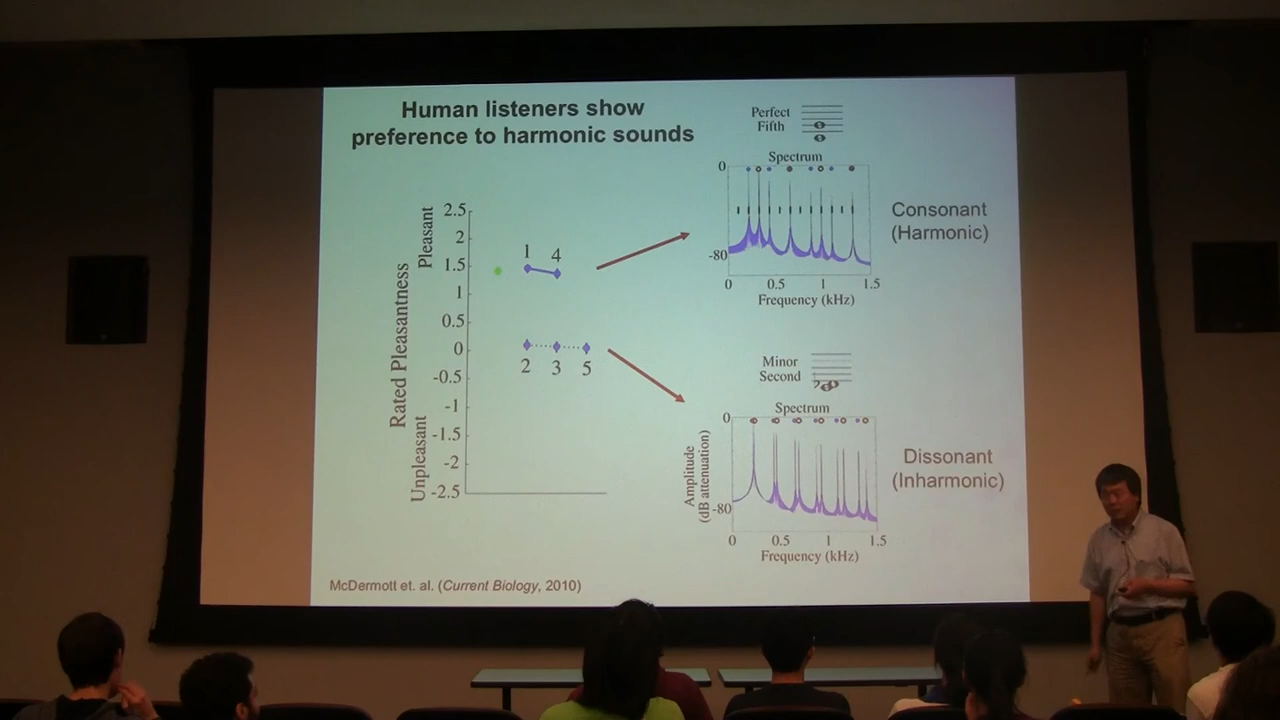 Human listeners show
preference to harmonic sounds
Rated Pleasantness
Pleasant
Unpleasant
2.5
2
1.5
1
0.5
0
-0.5
-1
-1.5
-2
-2.5
1
4
2
3
5
Perfect
Fifth
Spectrum
0
-80
0
0.5
1
1.5
Frequency (kHz)
Consonant
(Harmonic)
Minor
Second
Spectrum
Amplitude
(dB attenuation)
0
-80
0
0.5
1
1.5
Frequency (kHz)
Dissonant
(Inharmonic)
McDermott et. al. (Current Biology, 2010)